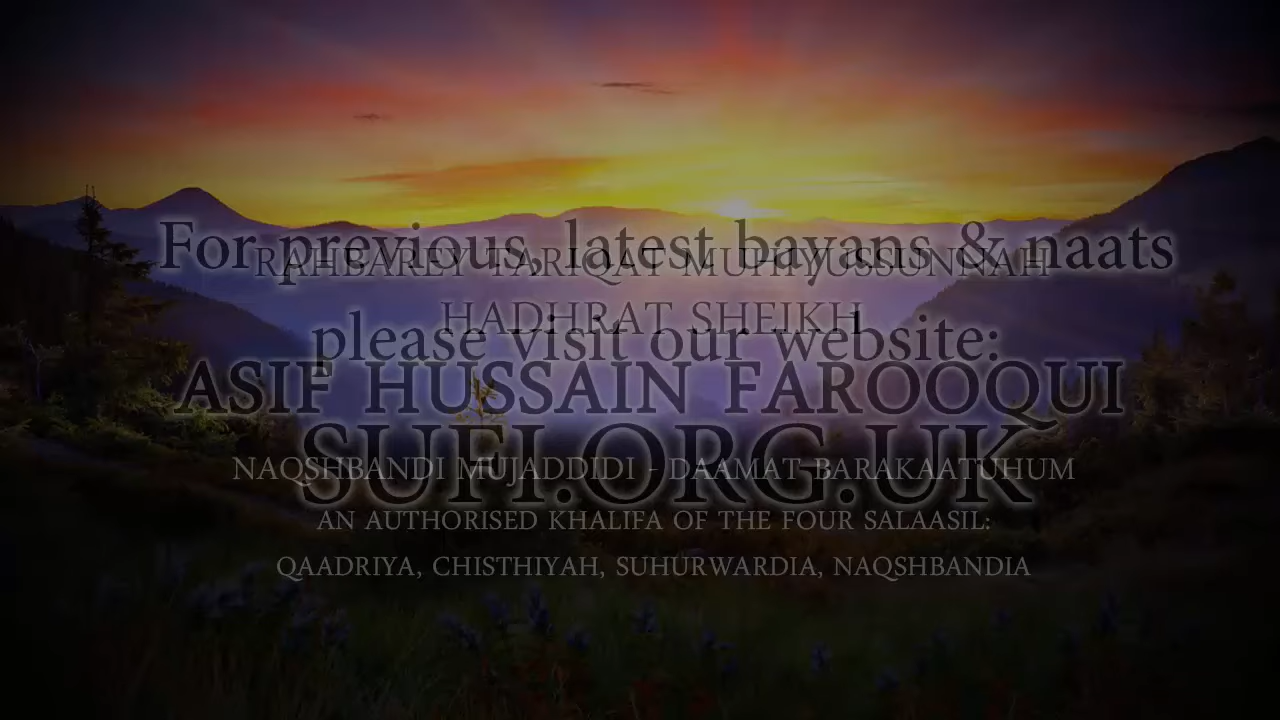 For previous, latest bayans & naats
please visit our website:
SUFI.ORG.UK
RAHBAREY TARIQAT MUHIYUSSUNNAH
HADHRAT SHEIKH
ASIF HUSSAIN FAROOQUI
NAQSHBANDI MUJADDIDI - DAAMAT BARAKAATUHUM
AN AUTHORISED KHALIFA OF THE FOUR SALAASIL:
QAADRIYA, CHISTHIYAH, SUHURWARDIA, NAQSHBANDIA